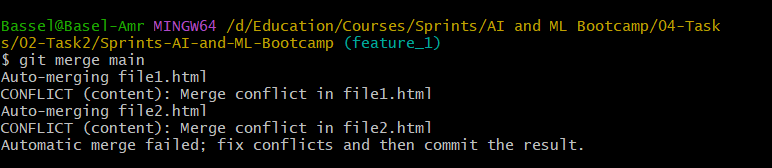 Bassel@Basel-Amr MINGW64 /d/Education/Courses/Sprints/AI and ML Bootcamp/04-Task
s/02-Task2/Sprints-AI-and-ML-Bootcamp (feature_1)
$ git merge main
Auto-merging file1.html
CONFLICT (content): Merge conflict in file1.html
Auto-merging file2.html
CONFLICT (content): Merge conflict in file2.html
Automatic merge failed; fix conflicts and then commit the result.